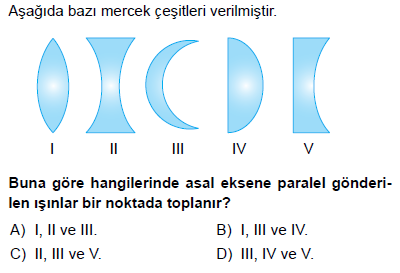 Aşağıda bazı mercek çeşitleri verilmiştir.
I II III IV V
Buna göre hangilerinde asal eksene paralel gönderi-
len ışınlar bir noktada toplanır?
A) I, II ve III. B) I, III ve IV.
C) II, III ve V. D) III, IV ve V.